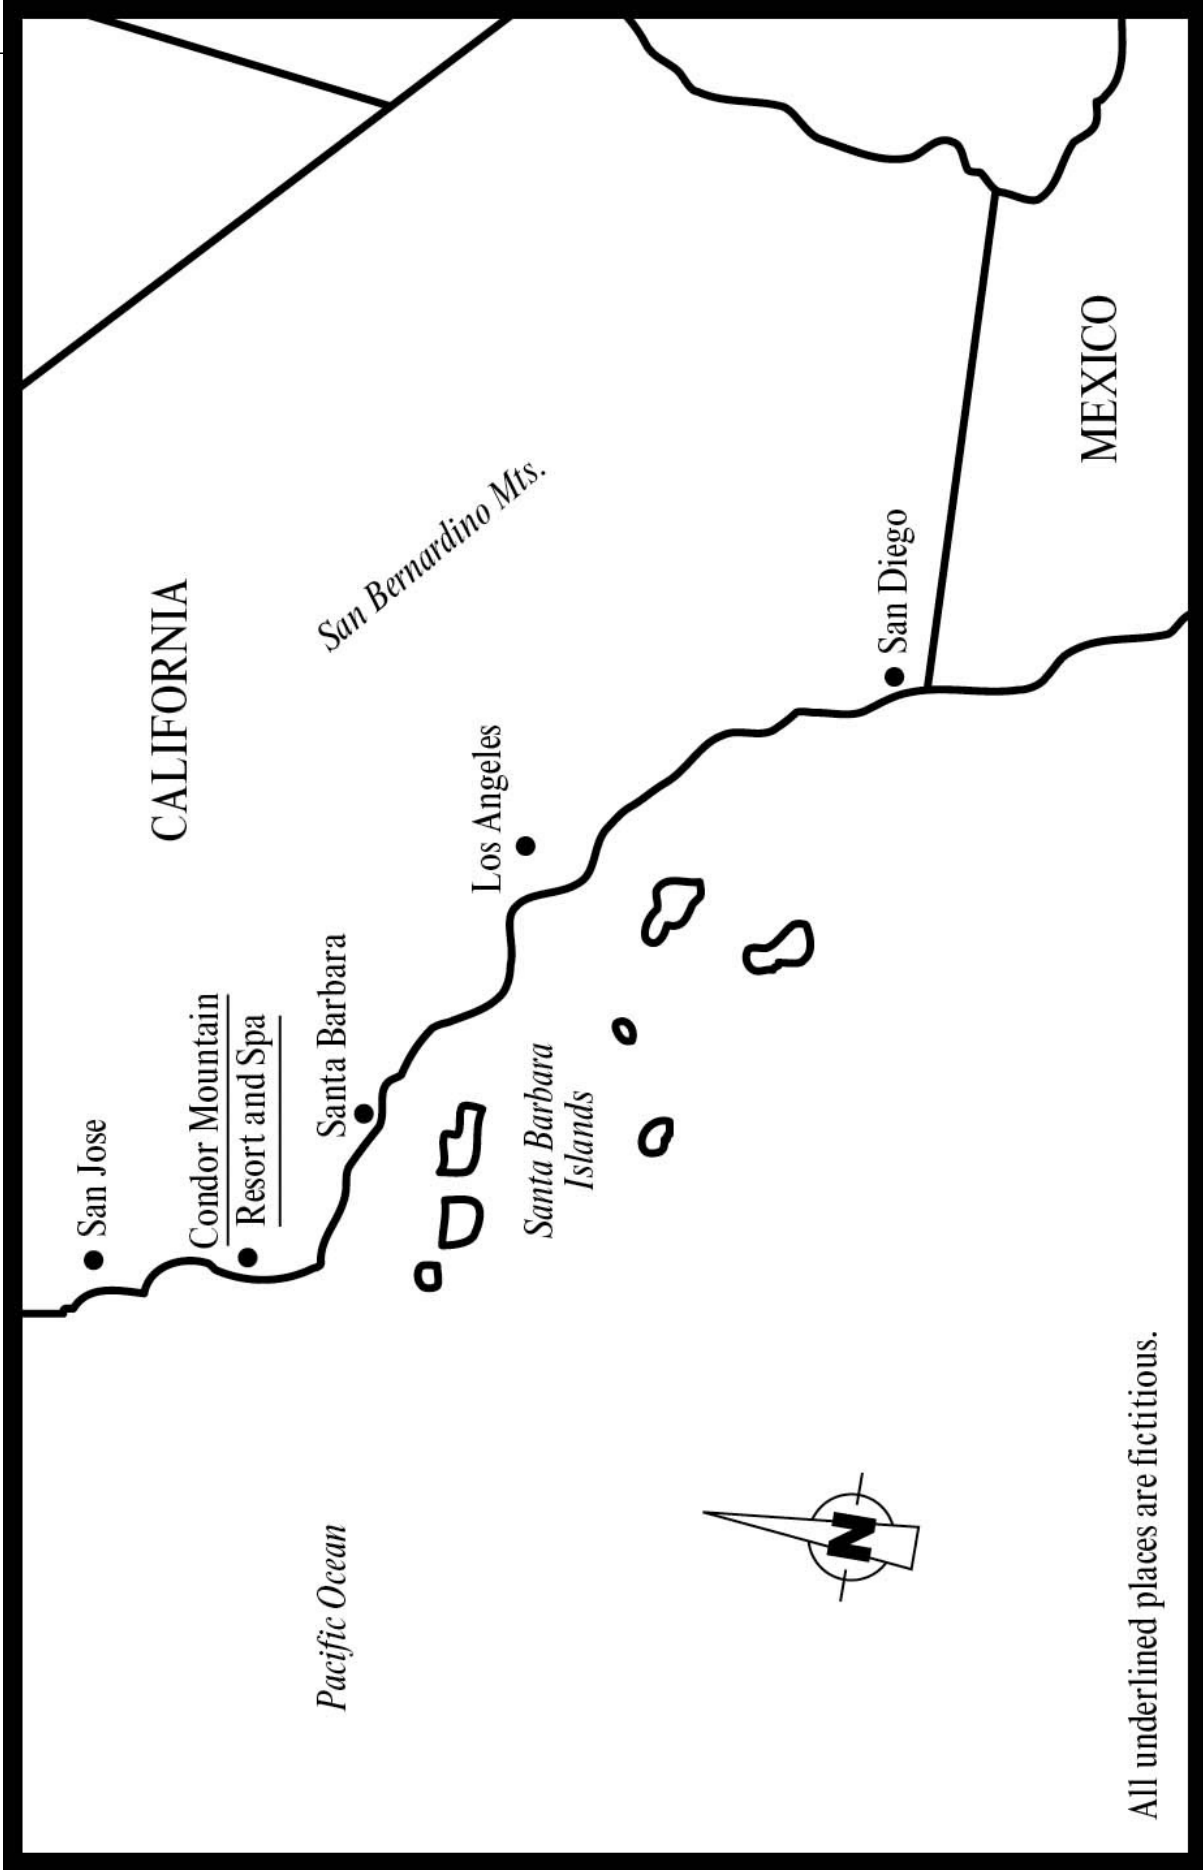 CALIFORNIA
San Jose
Condor Mountain
Resort and Spa
San Bernardino Mts.
Santa Barbara
Pacific Ocean
Los Angeles
Santa Barbara
Islands
San Diego
N
MEXICO
All underlined places are fictitious.